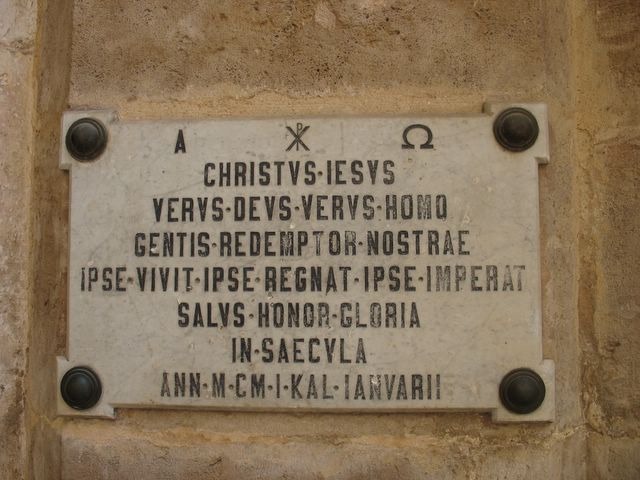 A ☧ Ω
CHRISTVS·IESVS
VERVS·DEVS·VERVS·HOMO
GENTIS·REDEMPTOR·NOSTRAE
IPSE·VIVIT·IPSE·REGNAT·IPSE·IMPERAT
SALVS·HONOR·GLORIA
IN·SAECVLA
ANN·M·CM·I·KAL·IANVARII